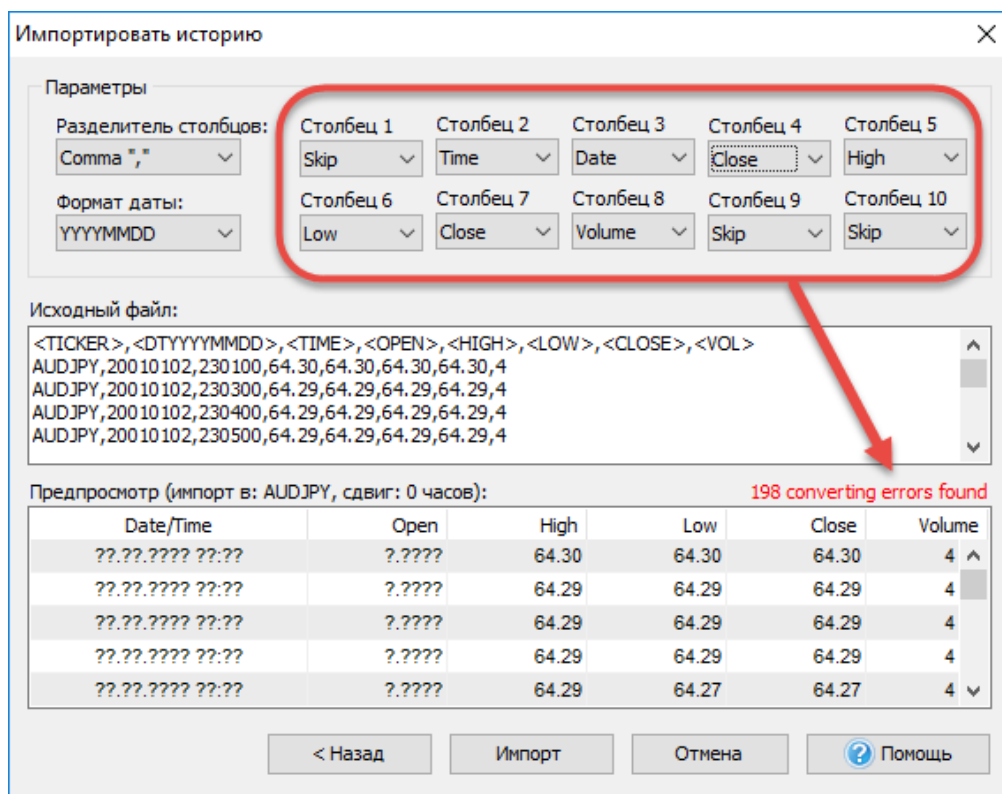 Импортировать историю
Параметры
Разделитель столбцов: Столбец 1 Столбец 2 Столбец 3 Столбец 4 Столбец 5
Comma "," Skip Time Date Close High
Формат даты: Столбец 6 Столбец 7 Столбец 8 Столбец 9 Столбец 10
YYYYMMDD Low Close Volume Skip Skip
Исходный файл:
<TICKER>,<DTYYYYMMDD>,<TIME>,<OPEN>,<HIGH>,<LOW>,<CLOSE>,<VOL>
AUDJPY,20010102,230100,64.30,64.30,64.30,64.30,4
AUDJPY,20010102,230300,64.29,64.29,64.29,64.29,4
AUDJPY,20010102,230400,64.29,64.29,64.29,64.29,4
AUDJPY,20010102,230500,64.29,64.29,64.29,64.29,4
Предпросмотр (импорт в: AUDJPY, сдвиг: 0 часов): 198 converting errors found
Date/Time Open High Low Close Volume
??.??.???? ??:?? ?.???? 64.30 64.30 64.30 4
??.??.???? ??:?? ?.???? 64.29 64.29 64.29 4
??.??.???? ??:?? ?.???? 64.29 64.29 64.29 4
??.??.???? ??:?? ?.???? 64.29 64.29 64.29 4
??.??.???? ??:?? ?.???? 64.29 64.27 64.27 4
< Назад Импорт Отмена ? Помощь